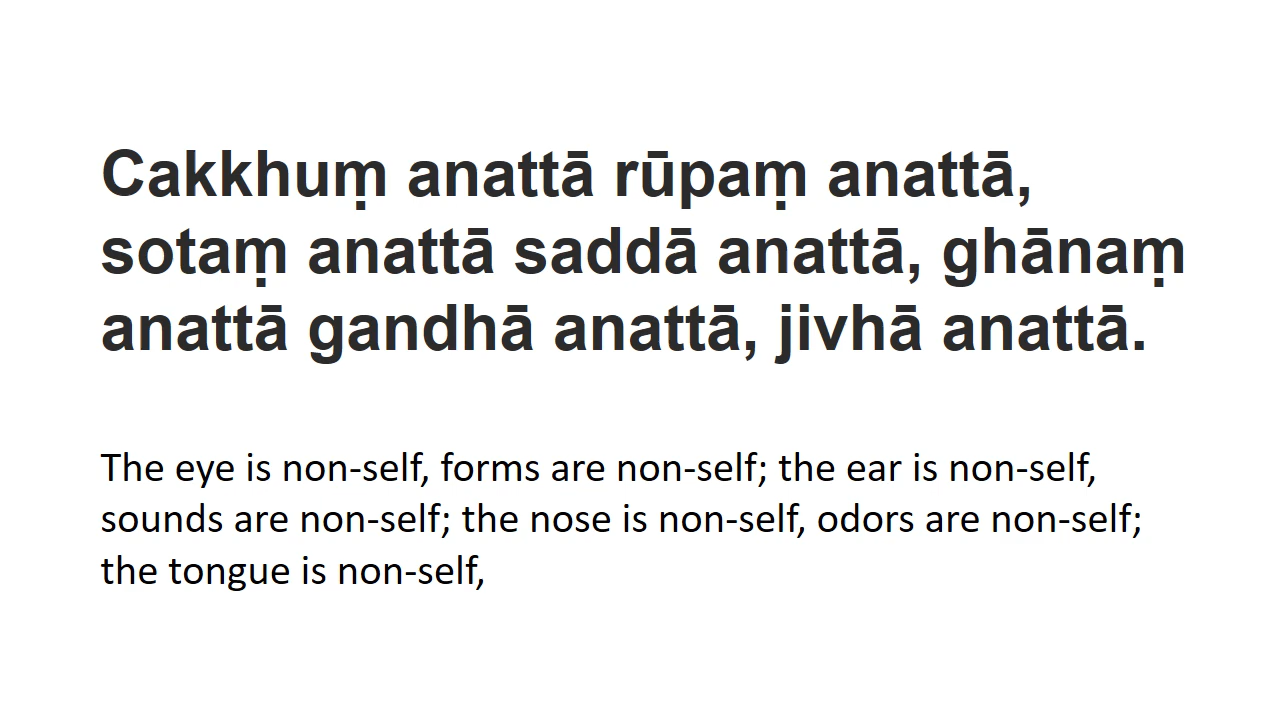 Cakkhuṃ anattā rūpaṃ anattā,
sotaṃ anattā saddā anattā, ghānaṃ
anattā gandhā anattā, jivhā anattā.
The eye is non-self, forms are non-self; the ear is non-self,
sounds are non-self; the nose is non-self, odors are non-self;
the tongue is non-self,